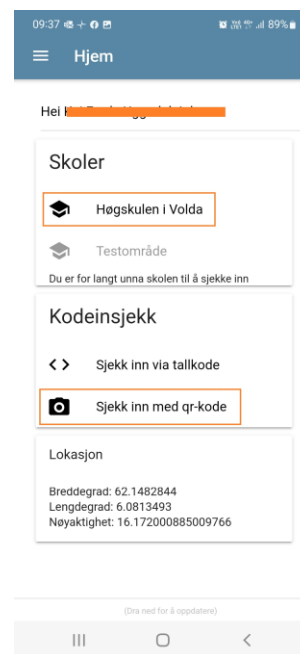 09:37
89%
Hjem
Hei
Skoler
Høgskulen i Volda
Testområde
Du er for langt unna skolen til å sjekke inn
Kodeinsjekk
Sjekk inn via tallkode
Sjekk inn med qr-kode
Lokasjon
Breddegrad: 62.1482844
Lengdegrad: 6.0813493
Nøyaktighet: 16.172000885009766
(Dra ned for å oppdatere)